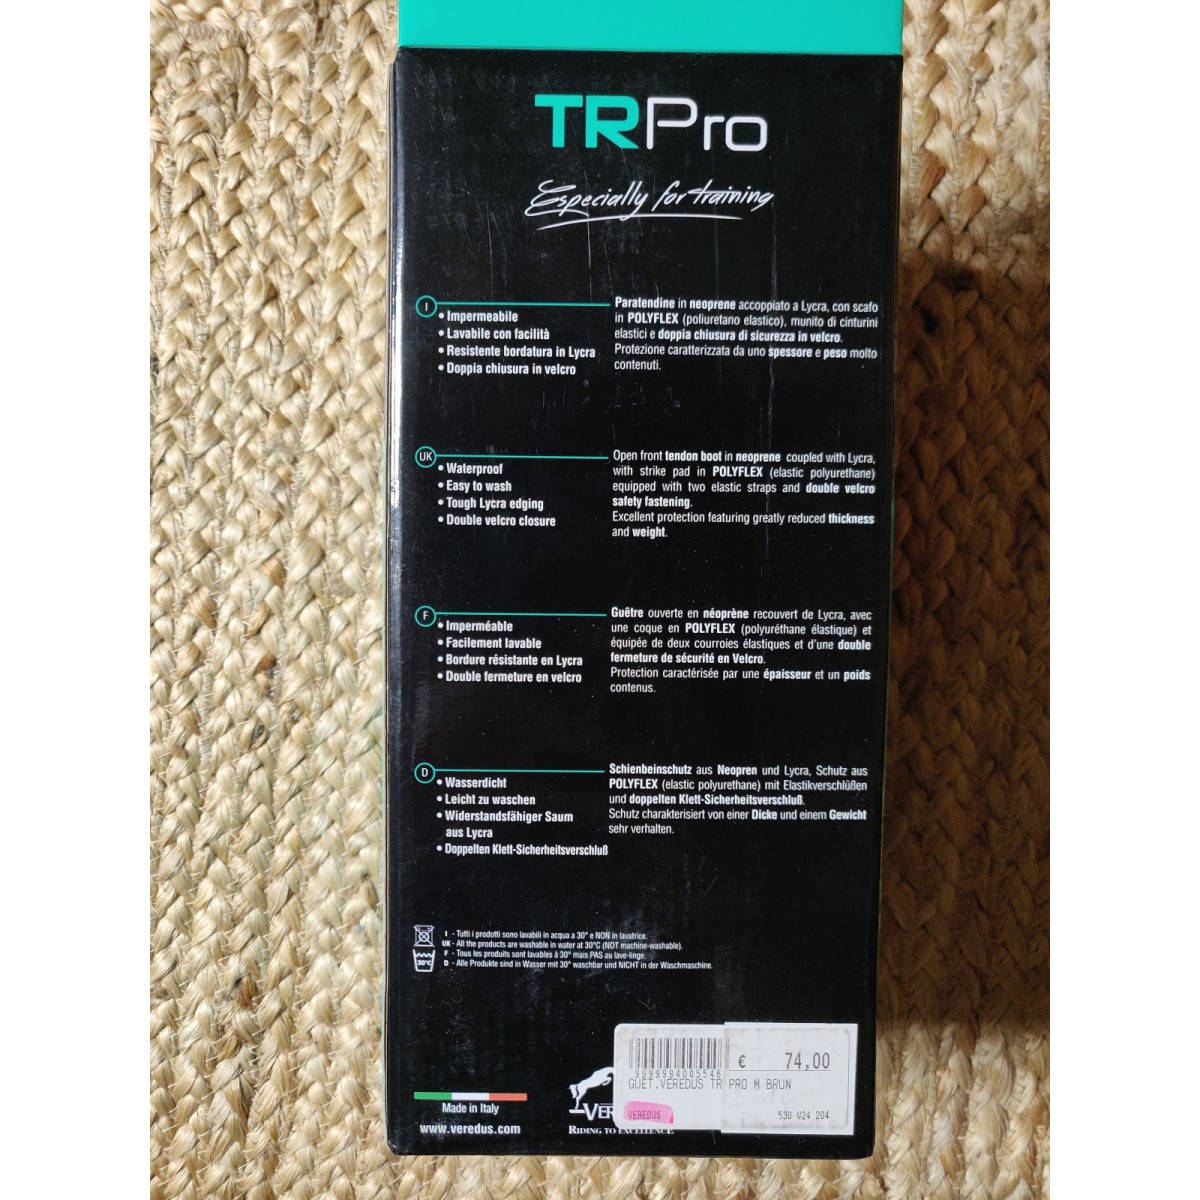 TRPro
Especially for training
I
• Impermeabile
• Lavabile con facilità
• Resistente bordatura in Lycra
• Doppia chiusura in velcro
Paratendine in neoprene accoppiato a Lycra, con scafo
in POLYFLEX (poliuretano elastico), munito di cinturini
elastici e doppia chiusura di sicurezza in velcro.
Protezione caratterizzata da uno spessore e peso molto
contenuti.
UK
• Waterproof
• Easy to wash
• Tough Lycra edging
• Double velcro closure
Open front tendon boot in neoprene coupled with Lycra,
with strike pad in POLYFLEX (elastic polyurethane)
equipped with two elastic straps and double velcro
safety fastening.
Excellent protection featuring greatly reduced thickness
and weight.
F
• Imperméable
• Facilement lavable
• Bordure résistante en Lycra
• Double fermeture en velcro
Guêtre ouverte en néoprène recouvert de Lycra, avec
une coque en POLYFLEX (polyuréthane élastique) et
équipée de deux courroies élastiques et d'une double
fermeture de sécurité en Velcro.
Protection caractérisée par une épaisseur et un poids
contenus.
D
• Wasserdicht
• Leicht zu waschen
• Widerstandsfähiger Saum
aus Lycra
• Doppelten Klett-Sicherheitsverschluß
Schienbeinschutz aus Neopren und Lycra, Schutz aus
POLYFLEX (elastic polyurethane) mit Elastikverschlüßen
und doppelten Klett-Sicherheitsverschluß.
Schutz charakterisiert von einer Dicke und einem Gewicht
sehr verhalten.
30°C
I - Tutti i prodotti sono lavabili in acqua a 30° e NON in lavatrice.
UK - All the products are washable in water at 30°C (NOT machine-washable).
F - Tous les produits sont lavables à 30° mais PAS au lave-linge.
D - Alle Produkte sind in Wasser mit 30° waschbar und NICHT in der Waschmaschine.
Made in Italy
www.veredus.com
VER
RIDING TO EXCELLENCE
9999994005546
€ 74,00
GUET.VEREDUS TR PRO M BRUN
VEREDUS
530 V24 204